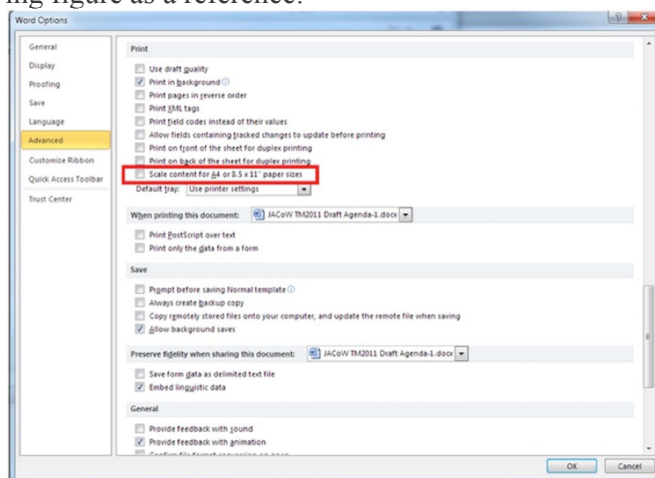 ing figure as a reference:
Word Options
General
Display
Proofing
Save
Language
Advanced
Customize Ribbon
Quick Access Toolbar
Trust Center
Print
Use draft quality
Print in background
Print pages in reverse order
Print XML tags
Print field codes instead of their values
Allow fields containing tracked changes to update before printing
Print on front of the sheet for duplex printing
Print on back of the sheet for duplex printing
Scale content for A4 or 8.5 x 11" paper sizes
Default tray: Use printer settings
When printing this document: JACoW TM2011 Draft Agenda-1.docx
Print PostScript over text
Print only the data from a form
Save
Prompt before saving Normal template
Always create backup copy
Copy remotely stored files onto your computer, and update the remote file when saving
Allow background saves
Preserve fidelity when sharing this document: JACoW TM2011 Draft Agenda-1.docx
Save form data as delimited text file
Embed linguistic data
General
Provide feedback with sound
Provide feedback with animation
Confirm file format conversion on open
OK Cancel